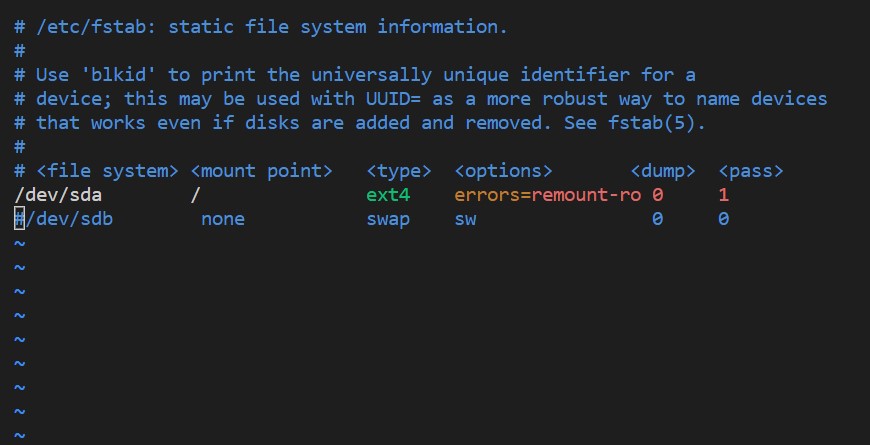 # /etc/fstab: static file system information.
#
# Use 'blkid' to print the universally unique identifier for a
# device; this may be used with UUID= as a more robust way to name devices
# that works even if disks are added and removed. See fstab(5).
#
# <file system> <mount point>   <type>  <options>       <dump>  <pass>
/dev/sda        /               ext4    errors=remount-ro 0     1
#/dev/sdb        none           swap    sw                0     0
~
~
~
~
~
~
~
~
~